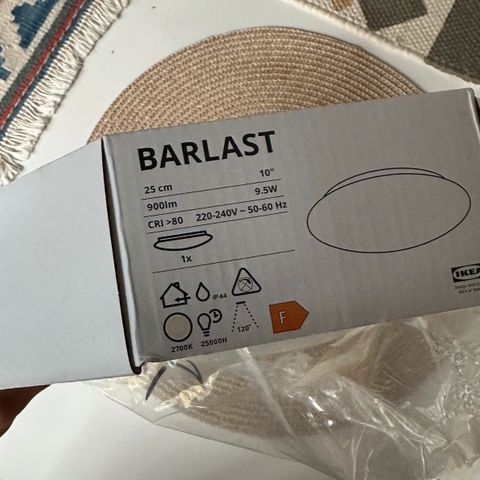 BARLAST
25 cm 10"
900lm 9.5W
CRI >80 220-240V ~ 50-60 Hz
1x
IKEA
IP44
F
2700K 25000H 120°